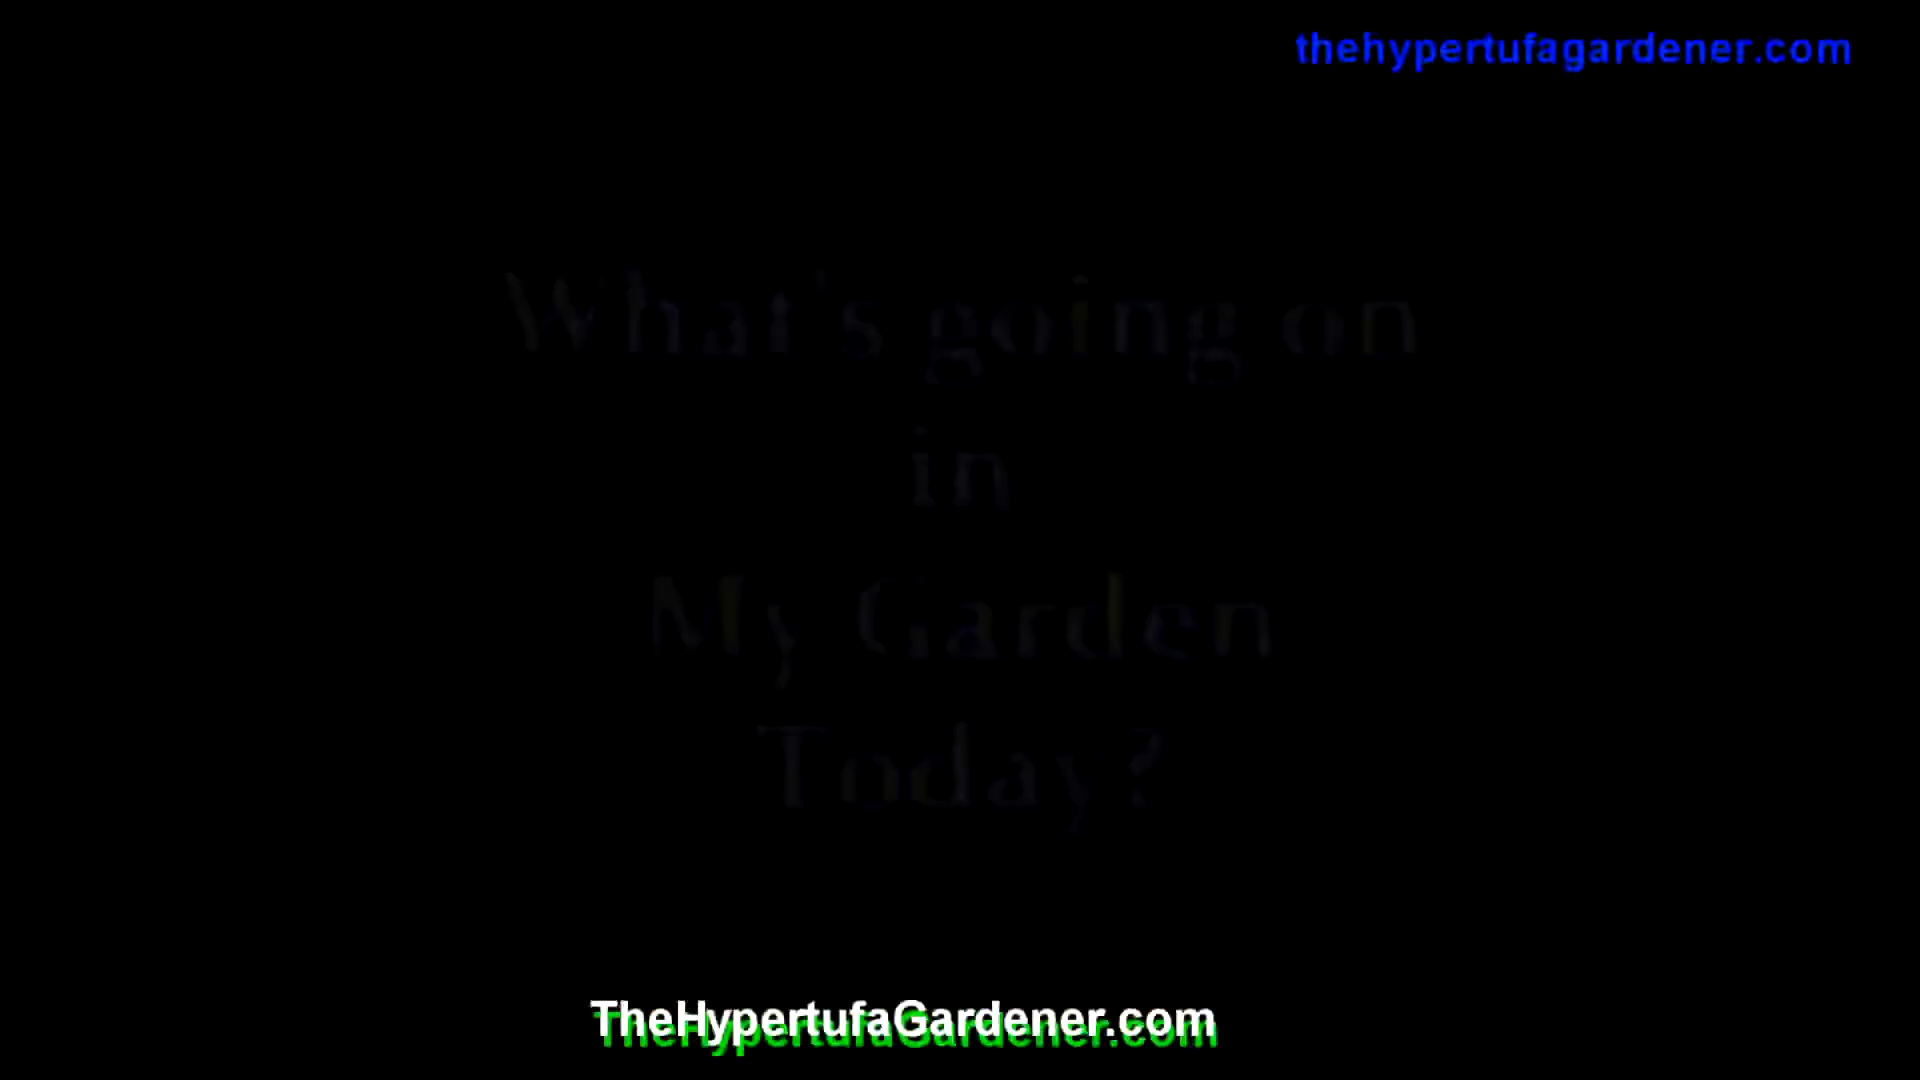 thehypertufagardener.com
What's going on
in
My Garden
Today?
TheHypertufaGardener.com